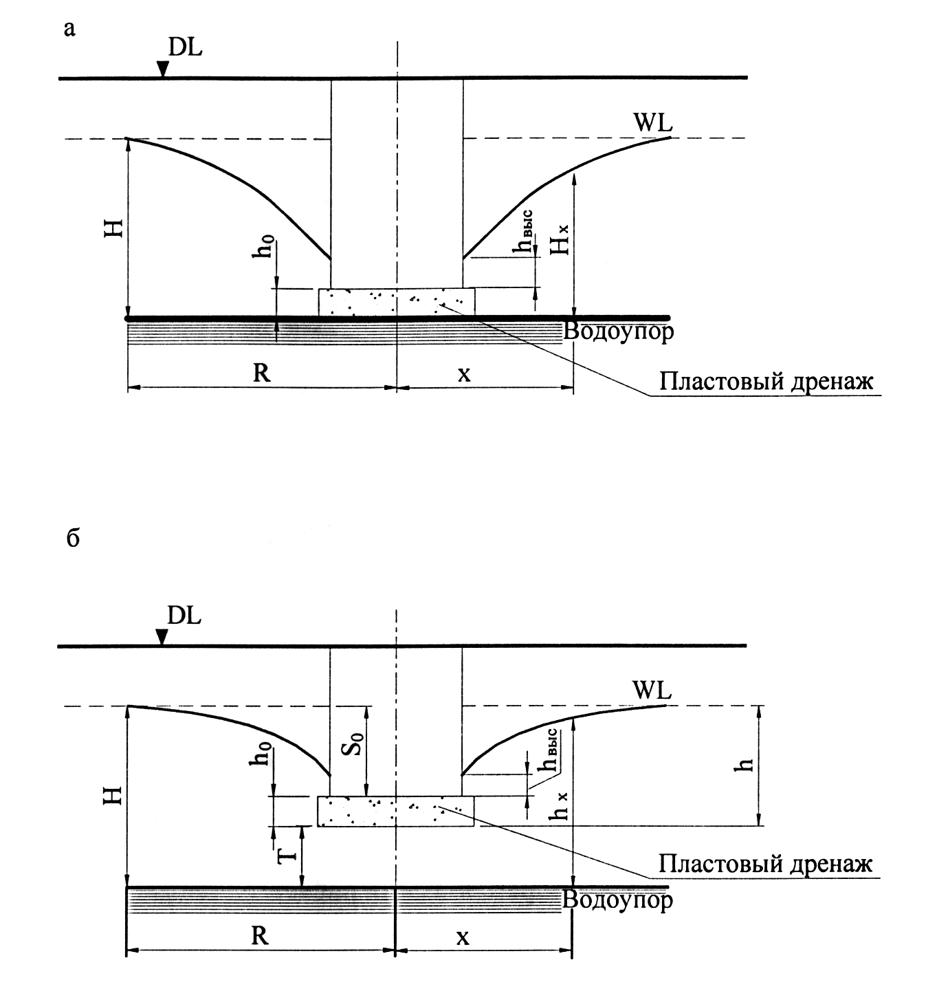 а
DL
WL
H
h₀
hвыс
Hₓ
Водоупор
R
x
Пластовый дренаж
б
DL
WL
H
h₀
S₀
hвыс
h
hₓ
T
Пластовый дренаж
Водоупор
R
x